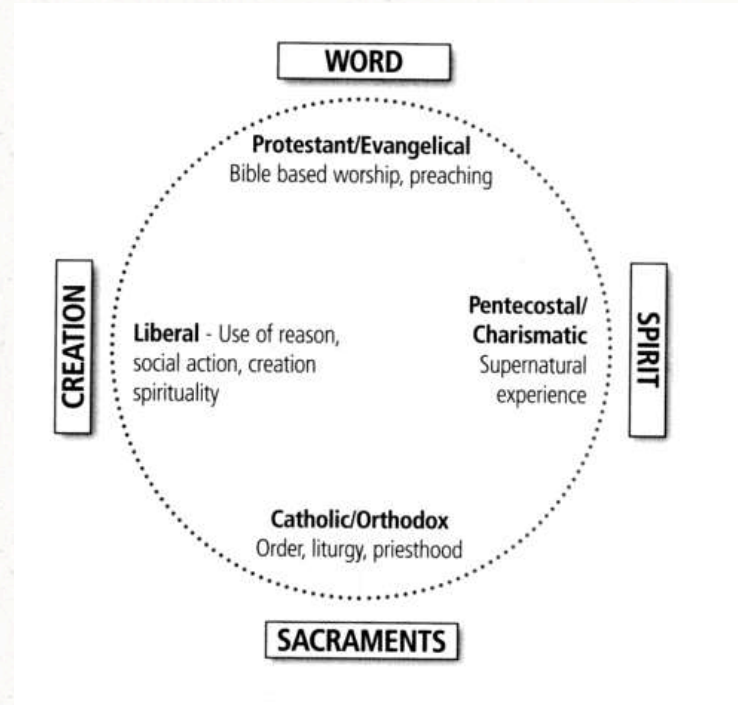 WORD
Protestant/Evangelical
Bible based worship, preaching
CREATION
Liberal - Use of reason,
social action, creation
spirituality
Pentecostal/
Charismatic
Supernatural
experience
SPIRIT
Catholic/Orthodox
Order, liturgy, priesthood
SACRAMENTS